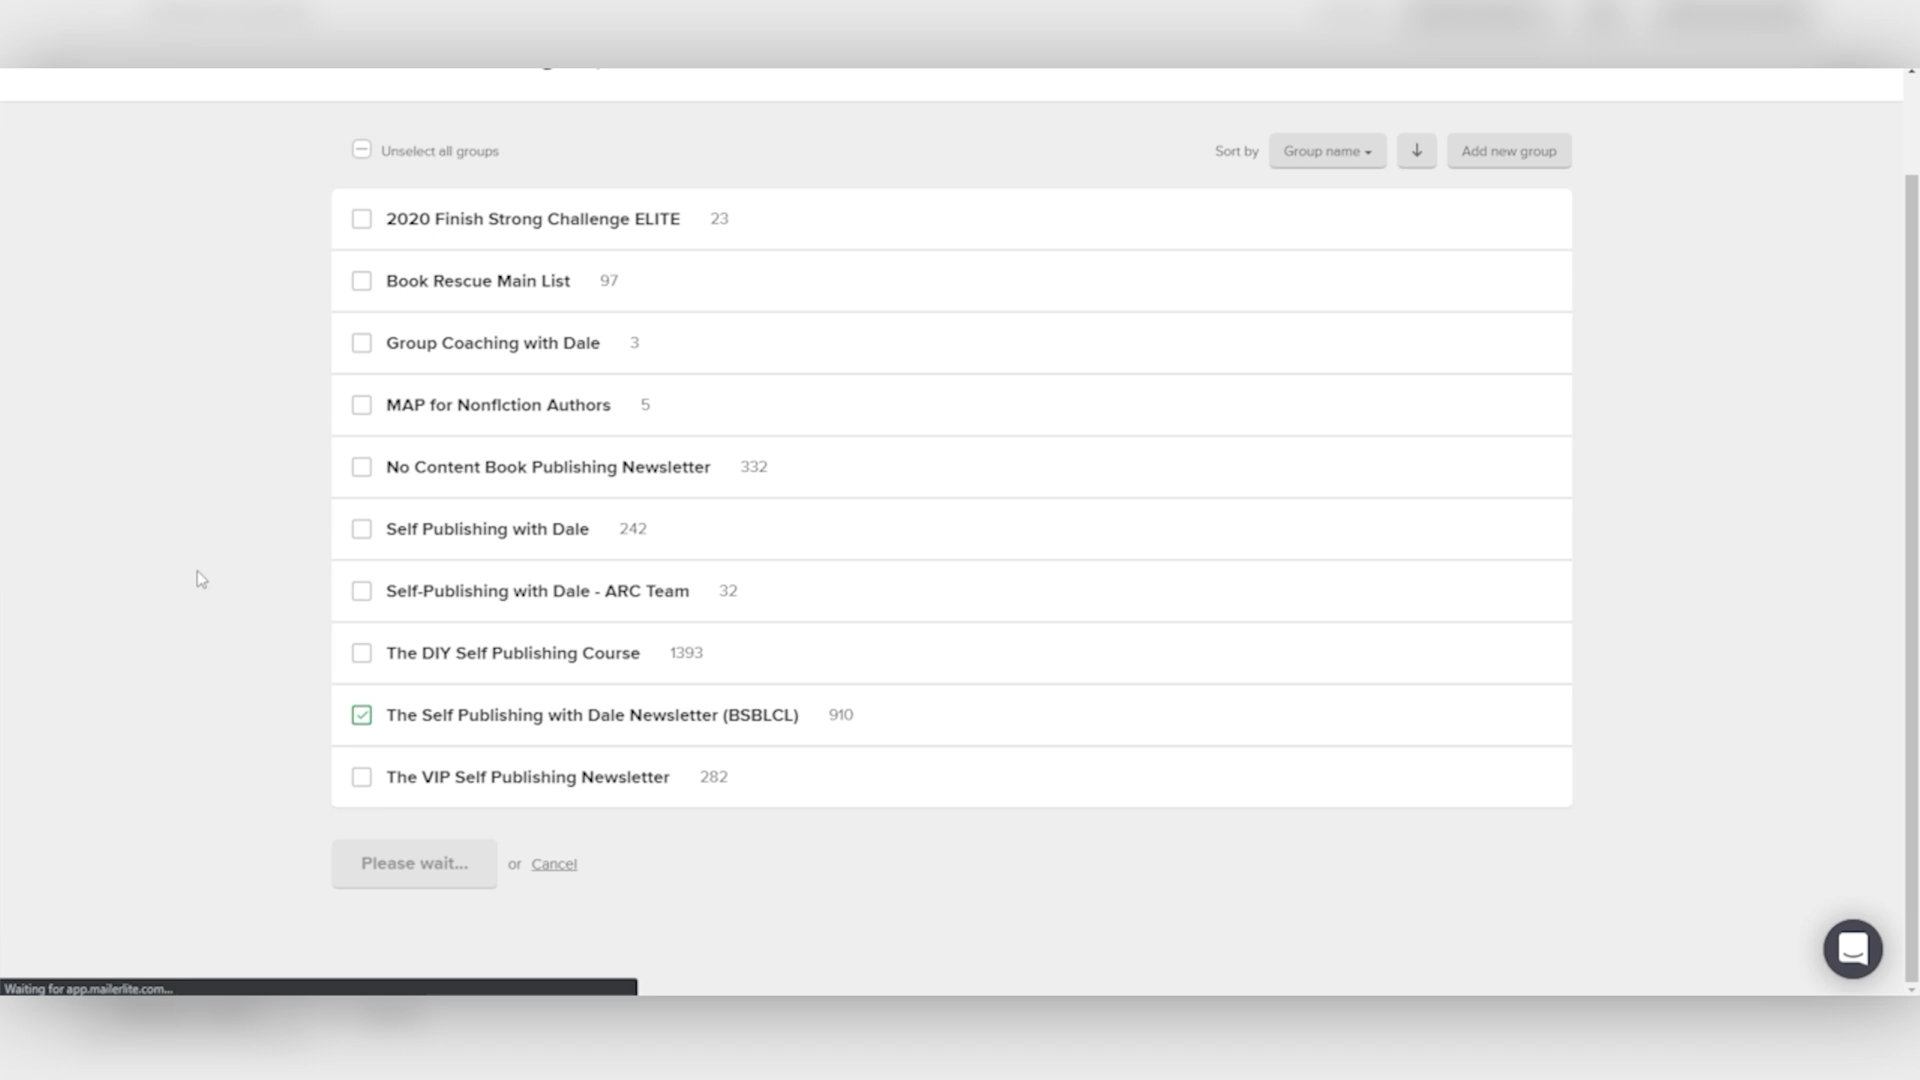 Unselect all groups
Sort by Group name Add new group
2020 Finish Strong Challenge ELITE 23
Book Rescue Main List 97
Group Coaching with Dale 3
MAP for Nonfiction Authors 5
No Content Book Publishing Newsletter 332
Self Publishing with Dale 242
Self-Publishing with Dale - ARC Team 32
The DIY Self Publishing Course 1393
The Self Publishing with Dale Newsletter (BSBLCL) 910
The VIP Self Publishing Newsletter 282
Please wait... or Cancel
Waiting for app.mailerlite.com...